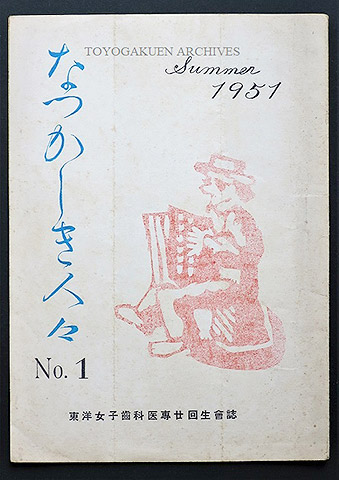 TOYOGAKUEN ARCHIVES
Summer
1951
なつかしき人々
No. 1
東洋女子歯科医専廿回生會誌